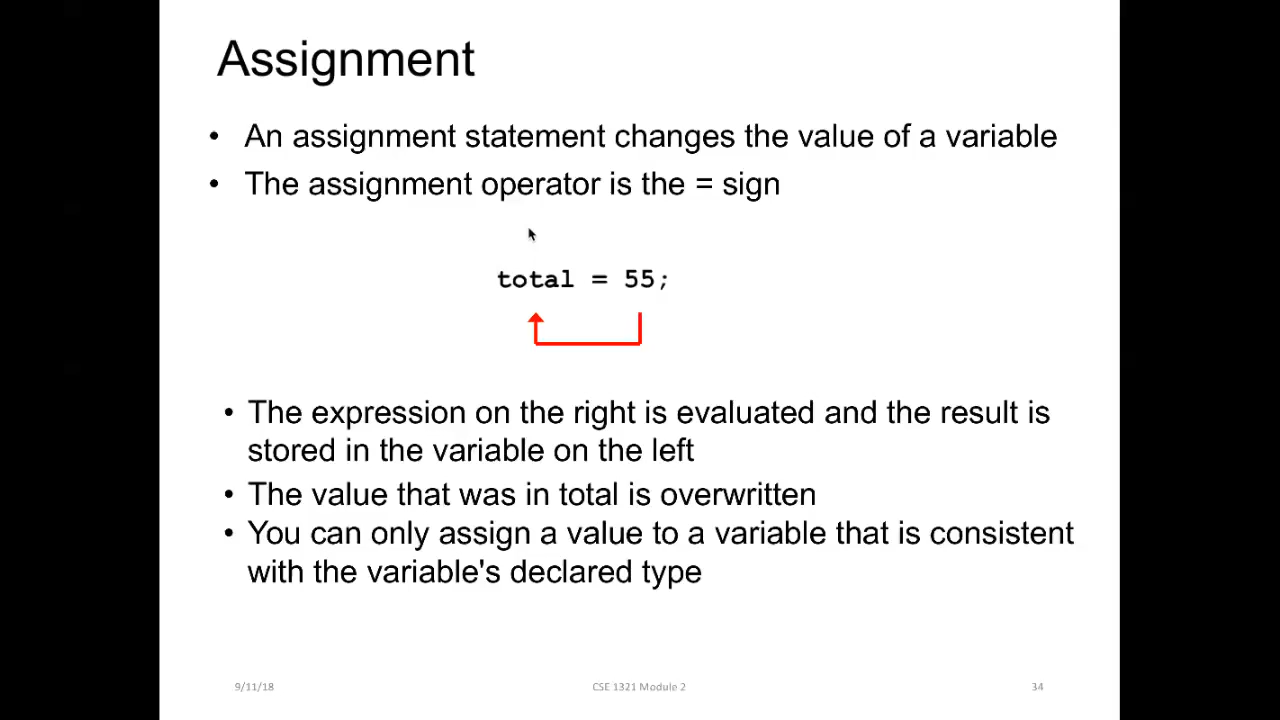 Assignment
• An assignment statement changes the value of a variable
• The assignment operator is the = sign
total = 55;
• The expression on the right is evaluated and the result is
stored in the variable on the left
• The value that was in total is overwritten
• You can only assign a value to a variable that is consistent
with the variable's declared type
9/11/18
CSE 1321 Module 2
34